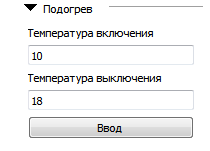 Подогрев
Температура включения
10
Температура выключения
18
Ввод